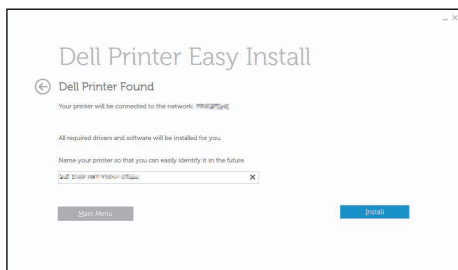 Dell Printer Easy Install
Dell Printer Found
Your printer will be connected to the network:
All required drivers and software will be installed for you.
Name your printer so that you can easily identify it in the future
Main Menu
Install